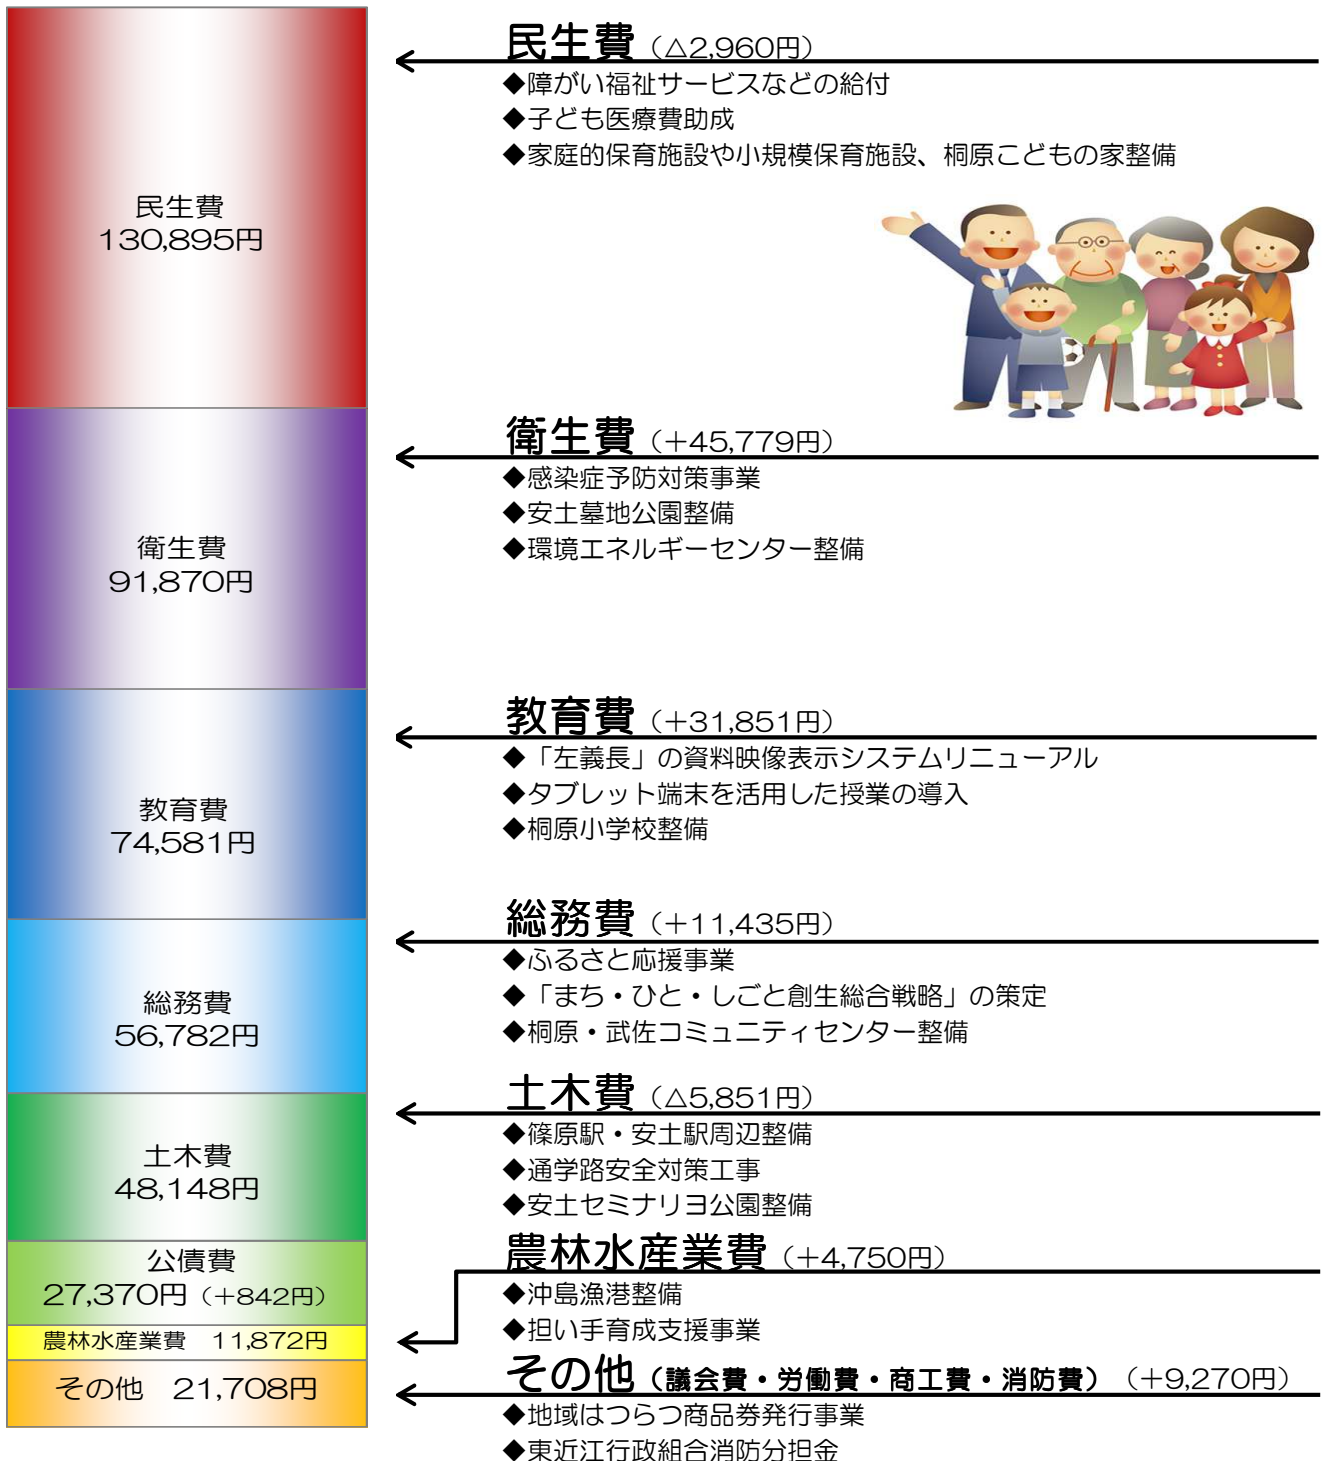 民生費（△2,960円）
◆障がい福祉サービスなどの給付
◆子ども医療費助成
◆家庭的保育施設や小規模保育施設、桐原こどもの家整備
民生費
130,895円
衛生費（＋45,779円）
◆感染症予防対策事業
◆安土墓地公園整備
◆環境エネルギーセンター整備
衛生費
91,870円
教育費（＋31,851円）
◆「左義長」の資料映像表示システムリニューアル
◆タブレット端末を活用した授業の導入
◆桐原小学校整備
教育費
74,581円
総務費（＋11,435円）
◆ふるさと応援事業
◆「まち・ひと・しごと創生総合戦略」の策定
◆桐原・武佐コミュニティセンター整備
総務費
56,782円
土木費（△5,851円）
◆篠原駅・安土駅周辺整備
◆通学路安全対策工事
◆安土セミナリヨ公園整備
土木費
48,148円
公債費
27,370円（＋842円）
農林水産業費（＋4,750円）
◆沖島漁港整備
◆担い手育成支援事業
農林水産業費　11,872円
その他（議会費・労働費・商工費・消防費）（＋9,270円）
◆地域はつらつ商品券発行事業
◆東近江行政組合消防分担金
その他　21,708円